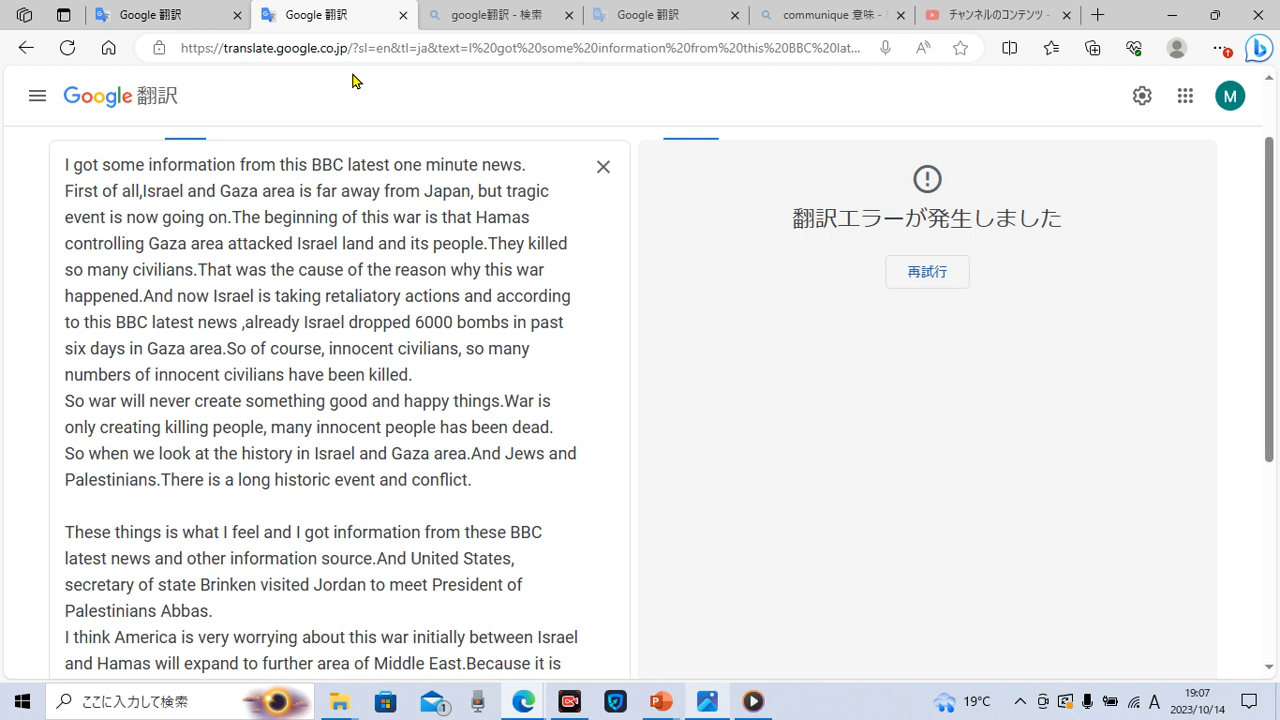 Google 翻訳
Google 翻訳
google翻訳 - 検索
Google 翻訳
communique 意味 -
チャンネルのコンテンツ -
https://translate.google.co.jp/?sl=en&tl=ja&text=I%20got%20some%20information%20from%20this%20BBC%20lat...
Google 翻訳
M
I got some information from this BBC latest one minute news.
First of all,Israel and Gaza area is far away from Japan, but tragic
event is now going on.The beginning of this war is that Hamas
controlling Gaza area attacked Israel land and its people.They killed
so many civilians.That was the cause of the reason why this war
happened.And now Israel is taking retaliatory actions and according
to this BBC latest news ,already Israel dropped 6000 bombs in past
six days in Gaza area.So of course, innocent civilians, so many
numbers of innocent civilians have been killed.
So war will never create something good and happy things.War is
only creating killing people, many innocent people has been dead.
So when we look at the history in Israel and Gaza area.And Jews and
Palestinians.There is a long historic event and conflict.
These things is what I feel and I got information from these BBC
latest news and other information source.And United States,
secretary of state Brinken visited Jordan to meet President of
Palestinians Abbas.
I think America is very worrying about this war initially between Israel
and Hamas will expand to further area of Middle East.Because it is
翻訳エラーが発生しました
再試行
ここに入力して検索
1
19°C
A
19:07
2023/10/14